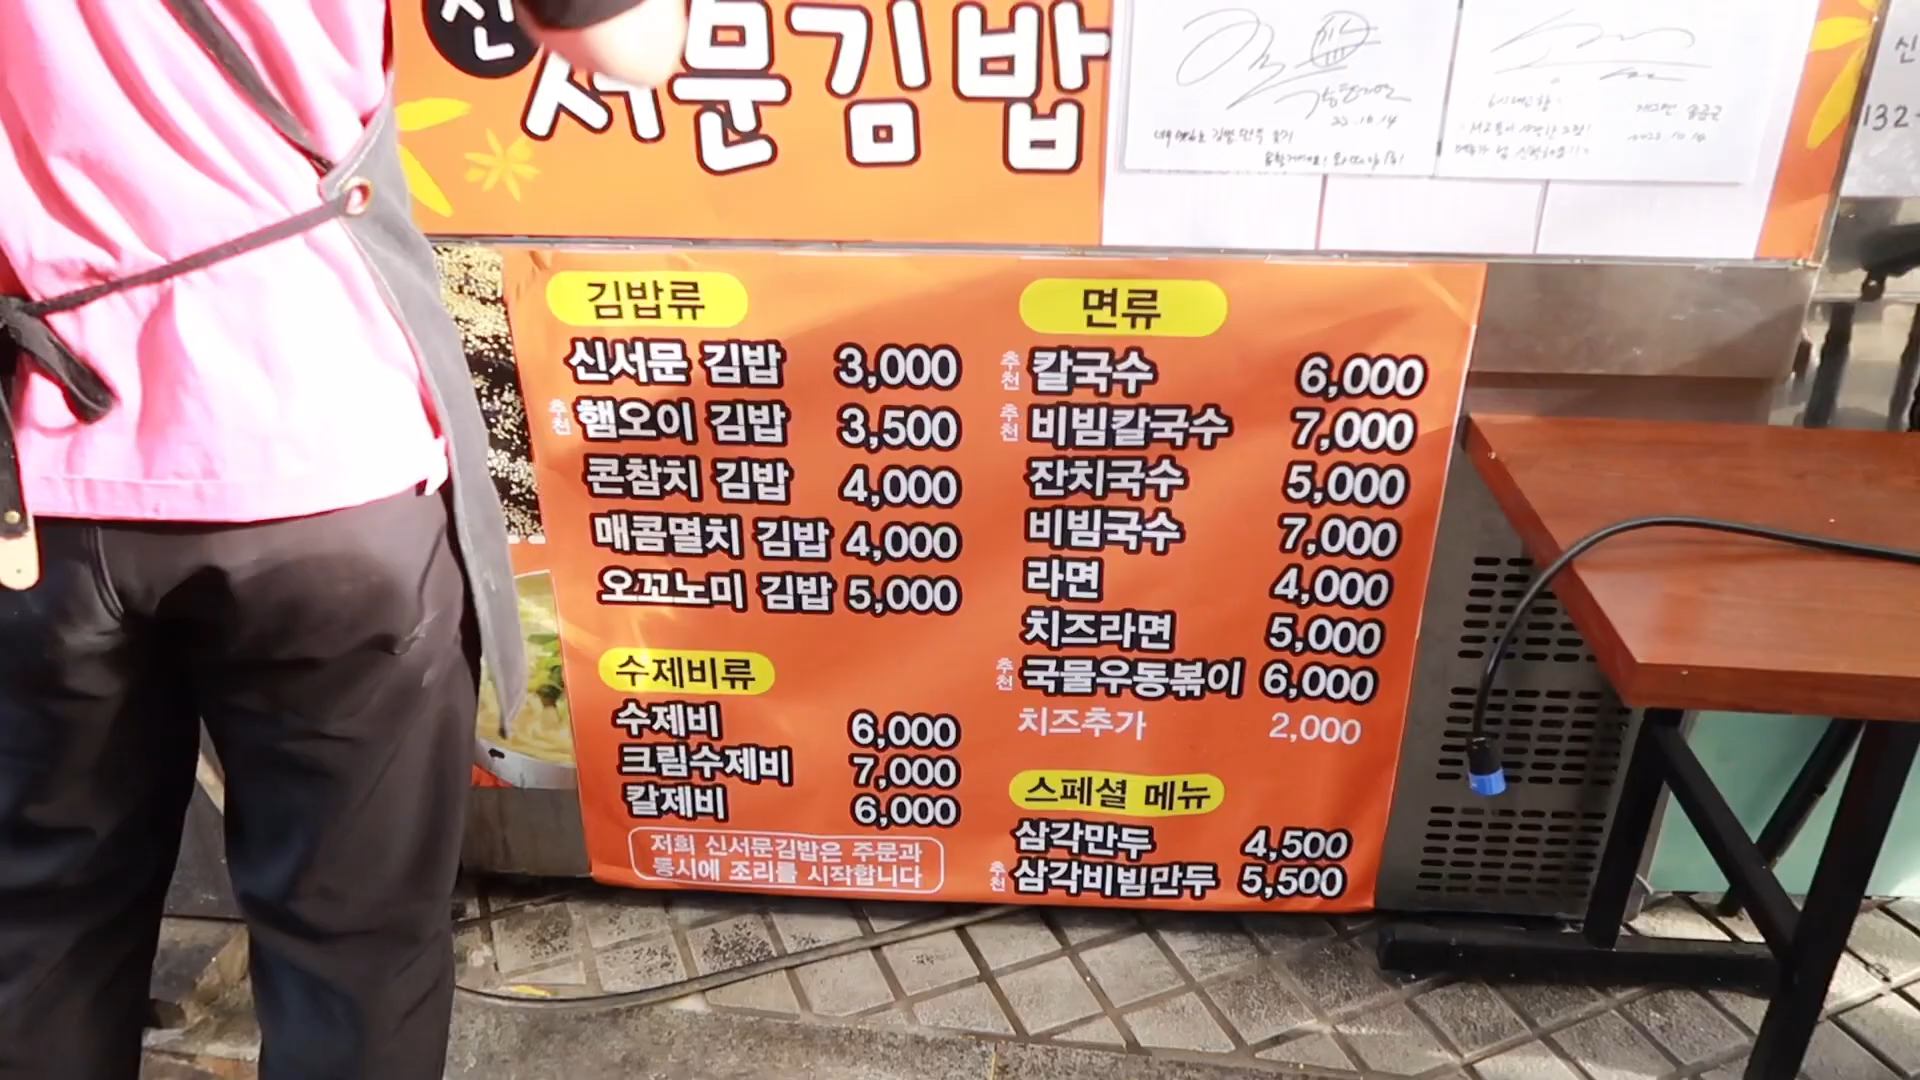 신
서문김밥
22.10.14
김밥류
신서문 김밥 3,000
추천 햄오이 김밥 3,500
콘참치 김밥 4,000
매콤멸치 김밥 4,000
오꼬노미 김밥 5,000
수제비류
수제비 6,000
크림수제비 7,000
칼제비 6,000
저희 신서문김밥은 주문과
동시에 조리를 시작합니다
면류
추천 칼국수 6,000
추천 비빔칼국수 7,000
잔치국수 5,000
비빔국수 7,000
라면 4,000
치즈라면 5,000
추천 국물우동볶이 6,000
치즈추가 2,000
스페셜 메뉴
삼각만두 4,500
추천 삼각비빔만두 5,500
신
132-